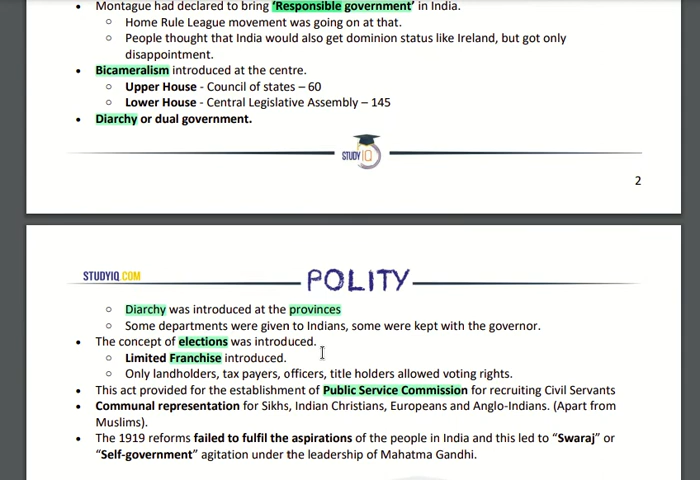 • Montague had declared to bring ‘Responsible government’ in India.
o Home Rule League movement was going on at that.
o People thought that India would also get dominion status like Ireland, but got only
disappointment.
• Bicameralism introduced at the centre.
o Upper House - Council of states – 60
o Lower House - Central Legislative Assembly – 145
• Diarchy or dual government.
STUDY IQ
2
STUDYIQ.COM
POLITY
o Diarchy was introduced at the provinces
o Some departments were given to Indians, some were kept with the governor.
• The concept of elections was introduced.
o Limited Franchise introduced.
o Only landholders, tax payers, officers, title holders allowed voting rights.
• This act provided for the establishment of Public Service Commission for recruiting Civil Servants
• Communal representation for Sikhs, Indian Christians, Europeans and Anglo-Indians. (Apart from
Muslims).
• The 1919 reforms failed to fulfil the aspirations of the people in India and this led to “Swaraj” or
“Self-government” agitation under the leadership of Mahatma Gandhi.